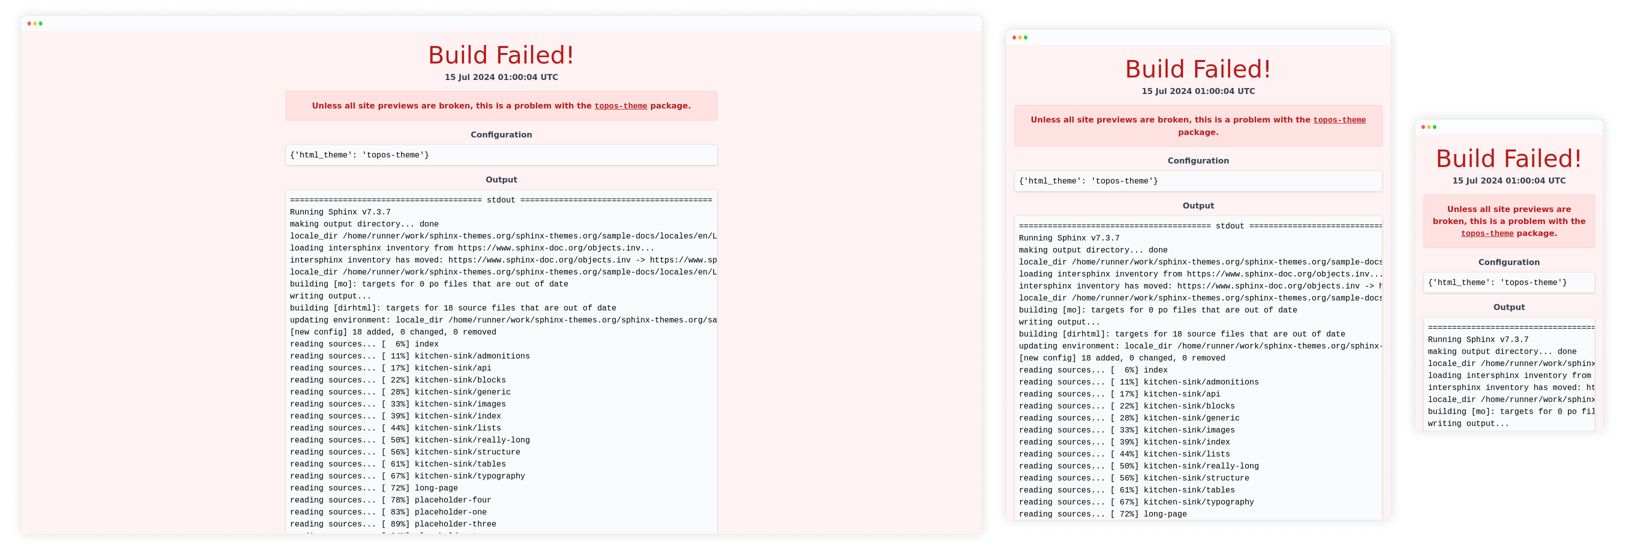 Build Failed!
15 Jul 2024 01:00:04 UTC
Unless all site previews are broken, this is a problem with the topos-theme package.
Configuration
{'html_theme': 'topos-theme'}
Output
======================================== stdout ========================================
Running Sphinx v7.3.7
making output directory... done
locale_dir /home/runner/work/sphinx-themes.org/sphinx-themes.org/sample-docs/locales/en/L
loading intersphinx inventory from https://www.sphinx-doc.org/objects.inv...
intersphinx inventory has moved: https://www.sphinx-doc.org/objects.inv -> https://www.sp
locale_dir /home/runner/work/sphinx-themes.org/sphinx-themes.org/sample-docs/locales/en/L
building [mo]: targets for 0 po files that are out of date
writing output...
building [dirhtml]: targets for 18 source files that are out of date
updating environment: locale_dir /home/runner/work/sphinx-themes.org/sphinx-themes.org/sa
[new config] 18 added, 0 changed, 0 removed
reading sources... [  6%] index
reading sources... [ 11%] kitchen-sink/admonitions
reading sources... [ 17%] kitchen-sink/api
reading sources... [ 22%] kitchen-sink/blocks
reading sources... [ 28%] kitchen-sink/generic
reading sources... [ 33%] kitchen-sink/images
reading sources... [ 39%] kitchen-sink/index
reading sources... [ 44%] kitchen-sink/lists
reading sources... [ 50%] kitchen-sink/really-long
reading sources... [ 56%] kitchen-sink/structure
reading sources... [ 61%] kitchen-sink/tables
reading sources... [ 67%] kitchen-sink/typography
reading sources... [ 72%] long-page
reading sources... [ 78%] placeholder-four
reading sources... [ 83%] placeholder-one
reading sources... [ 89%] placeholder-three
Build Failed!
15 Jul 2024 01:00:04 UTC
Unless all site previews are broken, this is a problem with the topos-theme
package.
Configuration
{'html_theme': 'topos-theme'}
Output
======================================== stdout ============================
Running Sphinx v7.3.7
making output directory... done
locale_dir /home/runner/work/sphinx-themes.org/sphinx-themes.org/sample-docs
loading intersphinx inventory from https://www.sphinx-doc.org/objects.inv...
intersphinx inventory has moved: https://www.sphinx-doc.org/objects.inv -> h
locale_dir /home/runner/work/sphinx-themes.org/sphinx-themes.org/sample-docs
building [mo]: targets for 0 po files that are out of date
writing output...
building [dirhtml]: targets for 18 source files that are out of date
updating environment: locale_dir /home/runner/work/sphinx-themes.org/sphinx-
[new config] 18 added, 0 changed, 0 removed
reading sources... [  6%] index
reading sources... [ 11%] kitchen-sink/admonitions
reading sources... [ 17%] kitchen-sink/api
reading sources... [ 22%] kitchen-sink/blocks
reading sources... [ 28%] kitchen-sink/generic
reading sources... [ 33%] kitchen-sink/images
reading sources... [ 39%] kitchen-sink/index
reading sources... [ 44%] kitchen-sink/lists
reading sources... [ 50%] kitchen-sink/really-long
reading sources... [ 56%] kitchen-sink/structure
reading sources... [ 61%] kitchen-sink/tables
reading sources... [ 67%] kitchen-sink/typography
reading sources... [ 72%] long-page
Build Failed!
15 Jul 2024 01:00:04 UTC
Unless all site previews are
broken, this is a problem with the
topos-theme package.
Configuration
{'html_theme': 'topos-theme'}
Output
===================================
Running Sphinx v7.3.7
making output directory... done
locale_dir /home/runner/work/sphinx
loading intersphinx inventory from
intersphinx inventory has moved: ht
locale_dir /home/runner/work/sphinx
building [mo]: targets for 0 po fil
writing output...